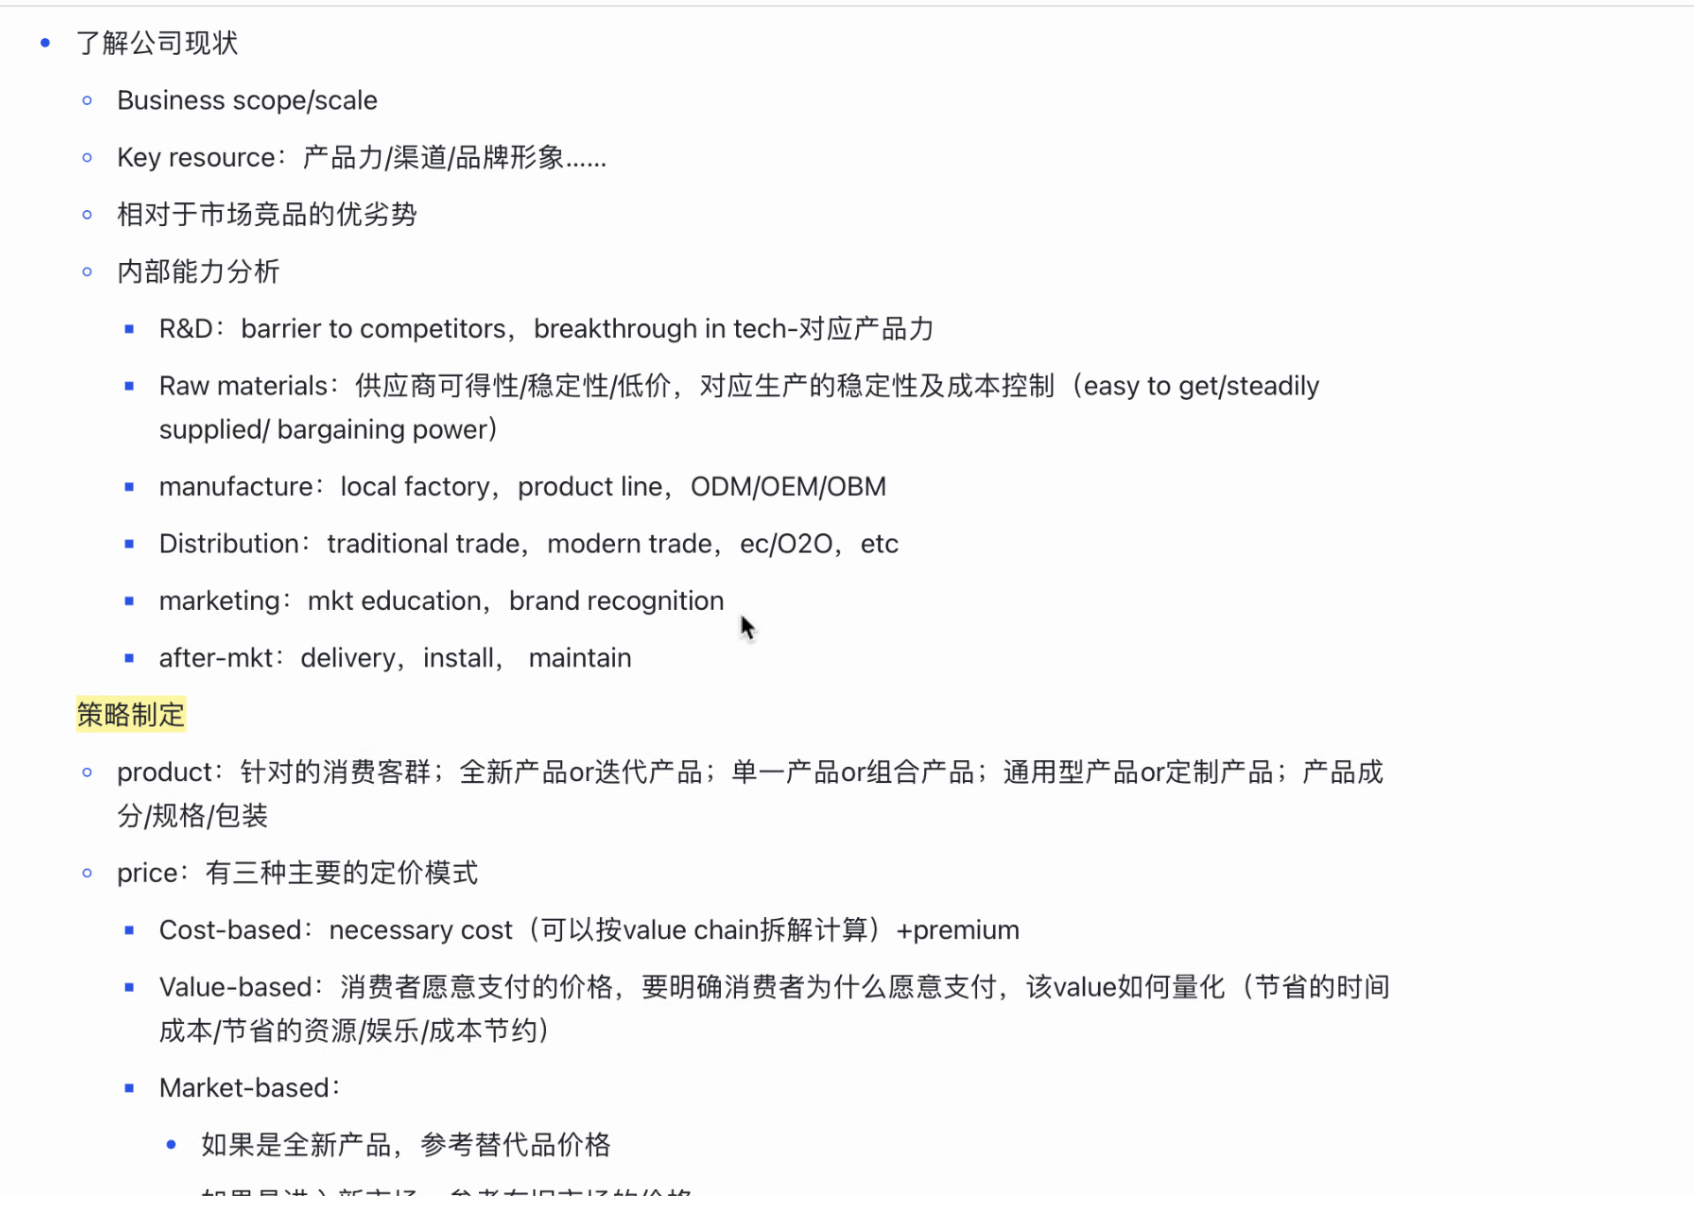 了解公司现状
Business scope/scale
Key resource：产品力/渠道/品牌形象......
相对于市场竞品的优劣势
内部能力分析
R&D：barrier to competitors，breakthrough in tech-对应产品力
Raw materials：供应商可得性/稳定性/低价，对应生产的稳定性及成本控制（easy to get/steadily
supplied/ bargaining power）
manufacture：local factory，product line，ODM/OEM/OBM
Distribution：traditional trade，modern trade，ec/O2O，etc
marketing：mkt education，brand recognition
after-mkt：delivery，install， maintain
策略制定
product：针对的消费客群；全新产品or迭代产品；单一产品or组合产品；通用型产品or定制产品；产品成
分/规格/包装
price：有三种主要的定价模式
Cost-based：necessary cost（可以按value chain拆解计算）+premium
Value-based：消费者愿意支付的价格，要明确消费者为什么愿意支付，该value如何量化（节省的时间
成本/节省的资源/娱乐/成本节约）
Market-based：
如果是全新产品，参考替代品价格